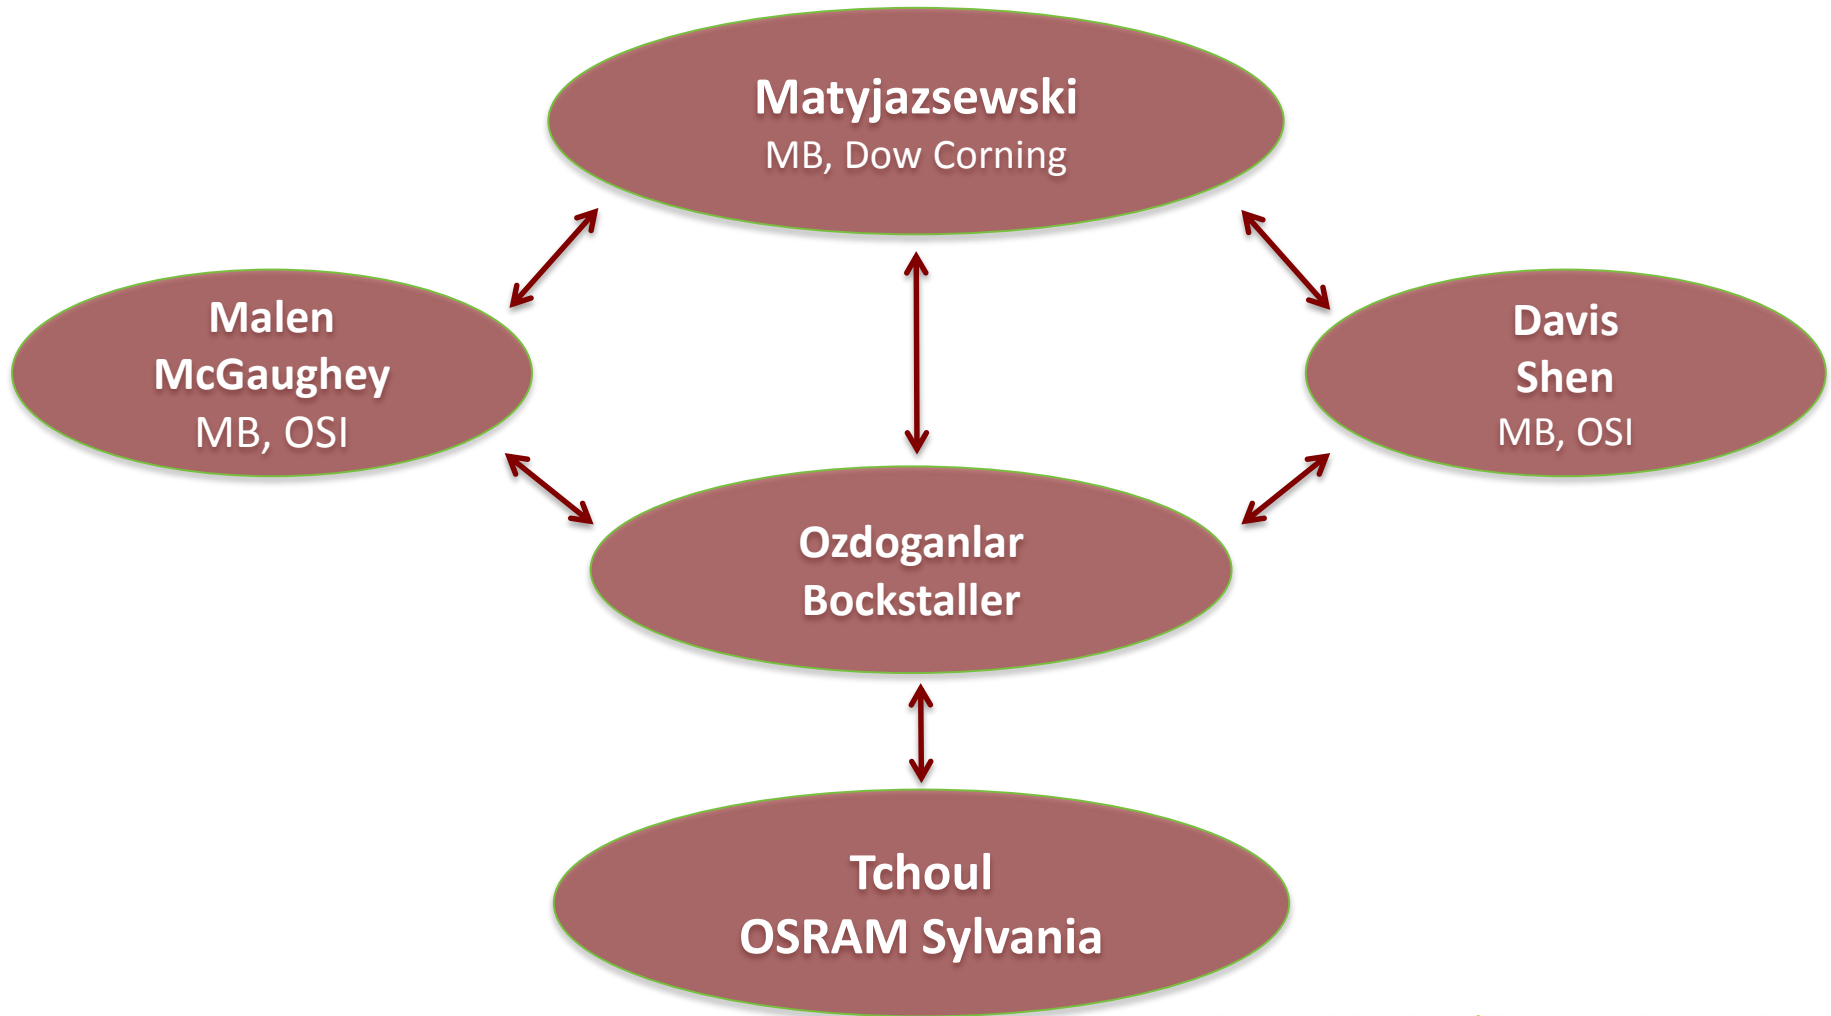 Matyjazsewski
MB, Dow Corning
Malen
McGaughey
MB, OSI
Davis
Shen
MB, OSI
Ozdoganlar
Bockstaller
Tchoul
OSRAM Sylvania